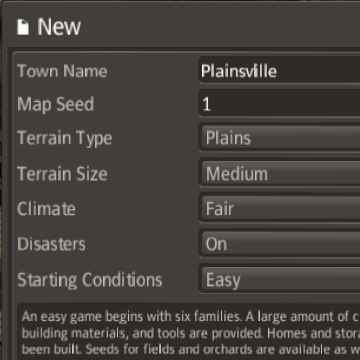 New
Town Name Plainsville
Map Seed 1
Terrain Type Plains
Terrain Size Medium
Climate Fair
Disasters On
Starting Conditions Easy
An easy game begins with six families. A large amount of
building materials, and tools are provided. Homes and
been built. Seeds for fields and orchards are available as